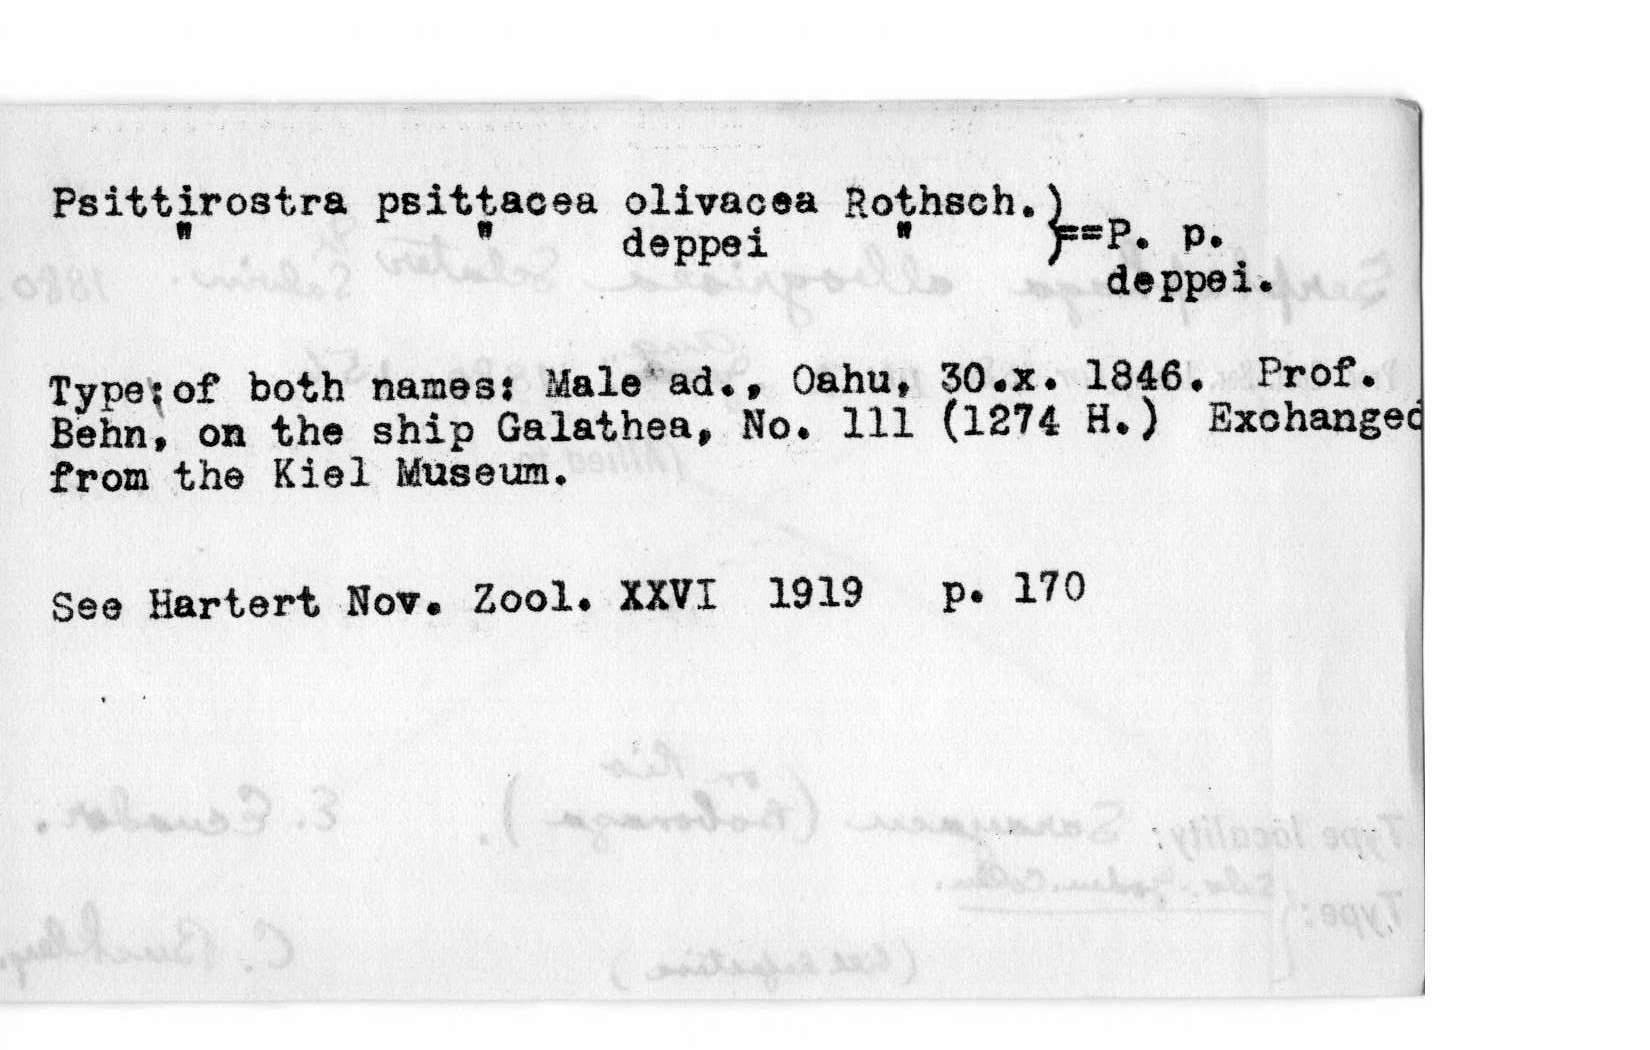 Psittirostra psittacea olivacea Rothsch.)
" " deppei " }==P. p.
deppei.
Type:of both names: Male ad., Oahu, 30.x. 1846. Prof.
Behn, on the ship Galathea, No. 111 (1274 H.) Exchanged
from the Kiel Museum.
See Hartert Nov. Zool. XXVI 1919 p. 170